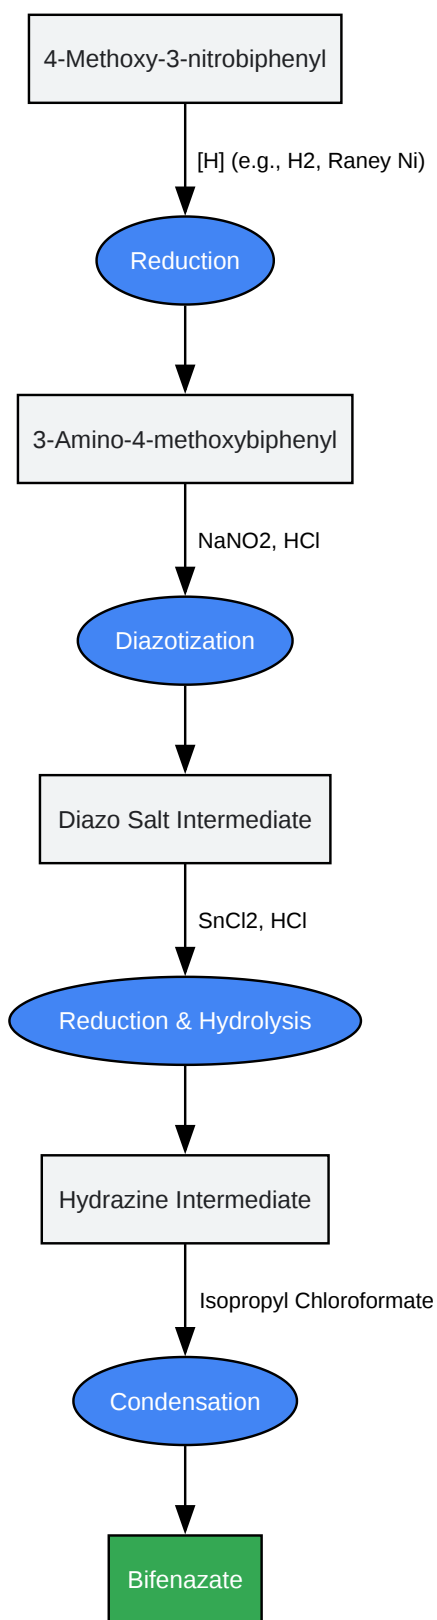 4-Methoxy-3-nitrobiphenyl
[H] (e.g., H2, Raney Ni)
Reduction
3-Amino-4-methoxybiphenyl
NaNO2, HCl
Diazotization
Diazo Salt Intermediate
SnCl2, HCl
Reduction & Hydrolysis
Hydrazine Intermediate
Isopropyl Chloroformate
Condensation
Bifenazate